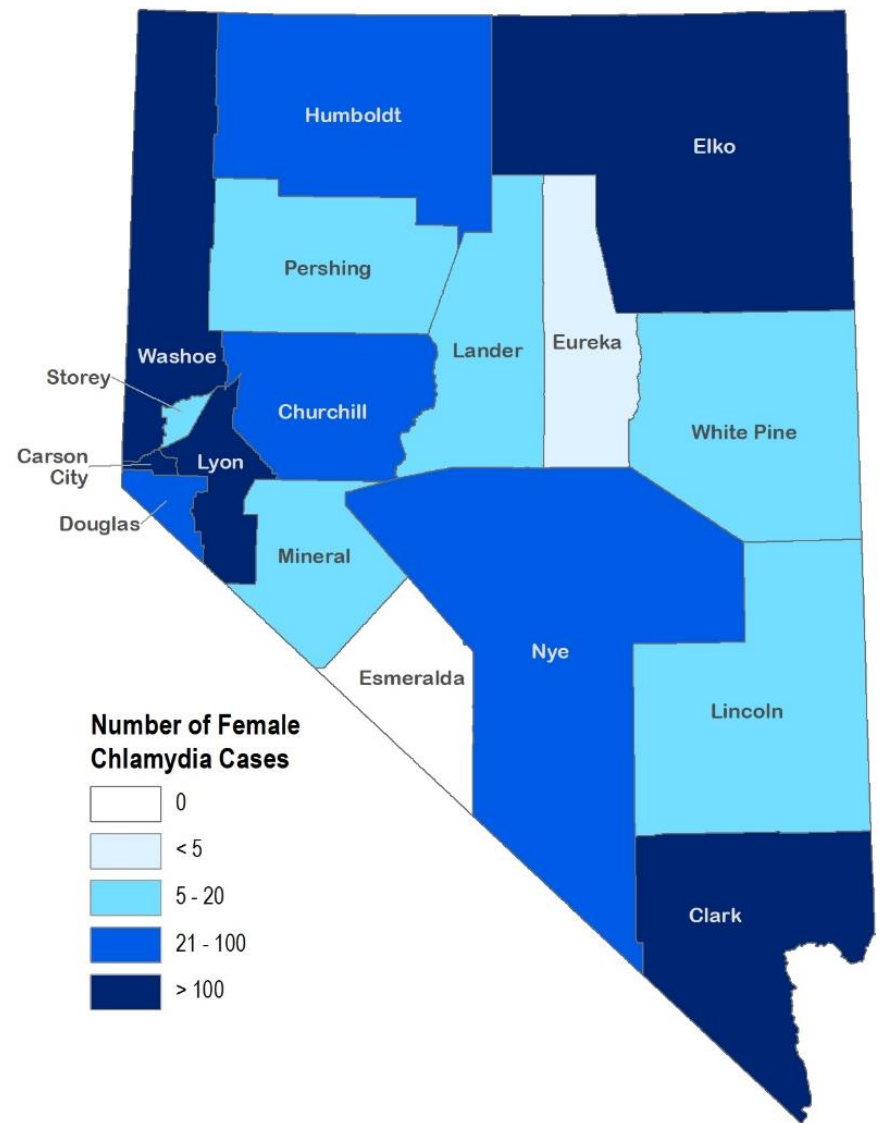 Humboldt
Elko
Pershing
Washoe
Lander
Eureka
Storey
Churchill
White Pine
Carson
City
Lyon
Douglas
Mineral
Nye
Esmeralda
Lincoln
Clark
Number of Female
Chlamydia Cases
0
< 5
5 - 20
21 - 100
> 100